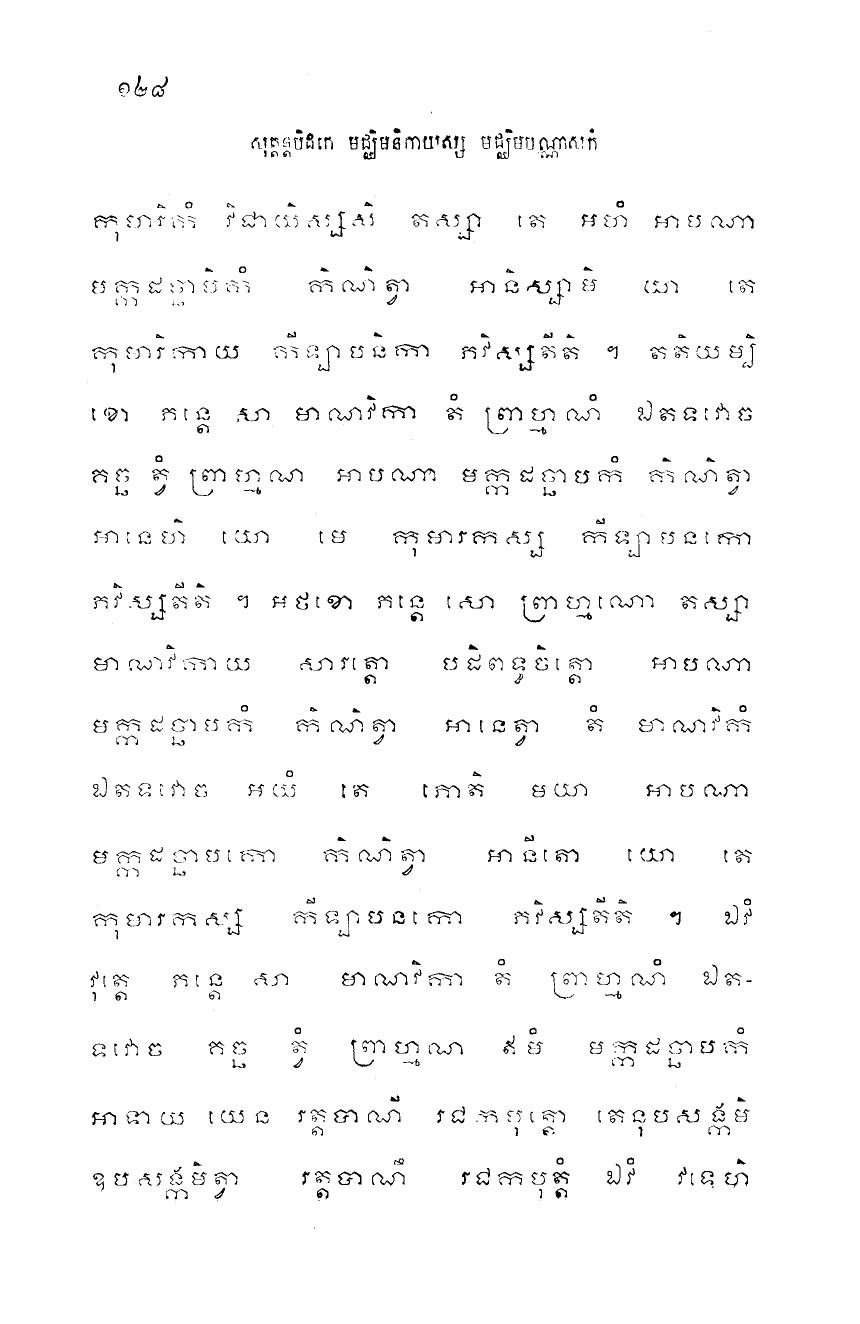 ១២៨
សុត្តន្តបិដកេ មជ្ឈិមនិកាយស្ស មជ្ឈិមបណ្ណាសកំ
កុមារិកំ វិជាយិស្សសិ តស្សា តេ អហំ អាបណា
មក្កដច្ឆាបិកំ កិណិត្វា អានិស្សាមិ យា តេ
កុមារិកាយ កីឡាបនិកា ភវិស្សតីតិ ។ តតិយម្បិ
ខោ ភន្តេ សា មាណវិកា តំ ព្រាហ្មណំ ឯតទវោច
គច្ឆ ត្វំ ព្រាហ្មណ អាបណា មក្កដច្ឆាបកំ កិណិត្វា
អានេហិ យោ មេ កុមារកស្ស កីឡាបនកោ
ភវិស្សតីតិ ។ អថខោ ភន្តេ សោ ព្រាហ្មណោ តស្សា
មាណវិកាយ សារត្តោ បដិពទ្ធចិត្តោ អាបណា
មក្កដច្ឆាបកំ កិណិត្វា អានេត្វា តំ មាណវិកំ
ឯតទវោច អយំ តេ ភោតិ មយា អាបណា
មក្កដច្ឆាបកោ កិណិត្វា អានីតោ យោ តេ
កុមារកស្ស កីឡាបនកោ ភវិស្សតីតិ ។ ឯវំ
វុត្តេ ភន្តេ សា មាណវិកា តំ ព្រាហ្មណំ ឯត-
ទវោច គច្ឆ ត្វំ ព្រាហ្មណ ឥមំ មក្កដច្ឆាបកំ
អាទាយ យេន រត្តបាណី រជកបុត្តោ តេនុបសង្កមិ
ឧបសង្កមិត្វា រត្តបាណឹ រជកបុត្តំ ឯវំ វទេហិ